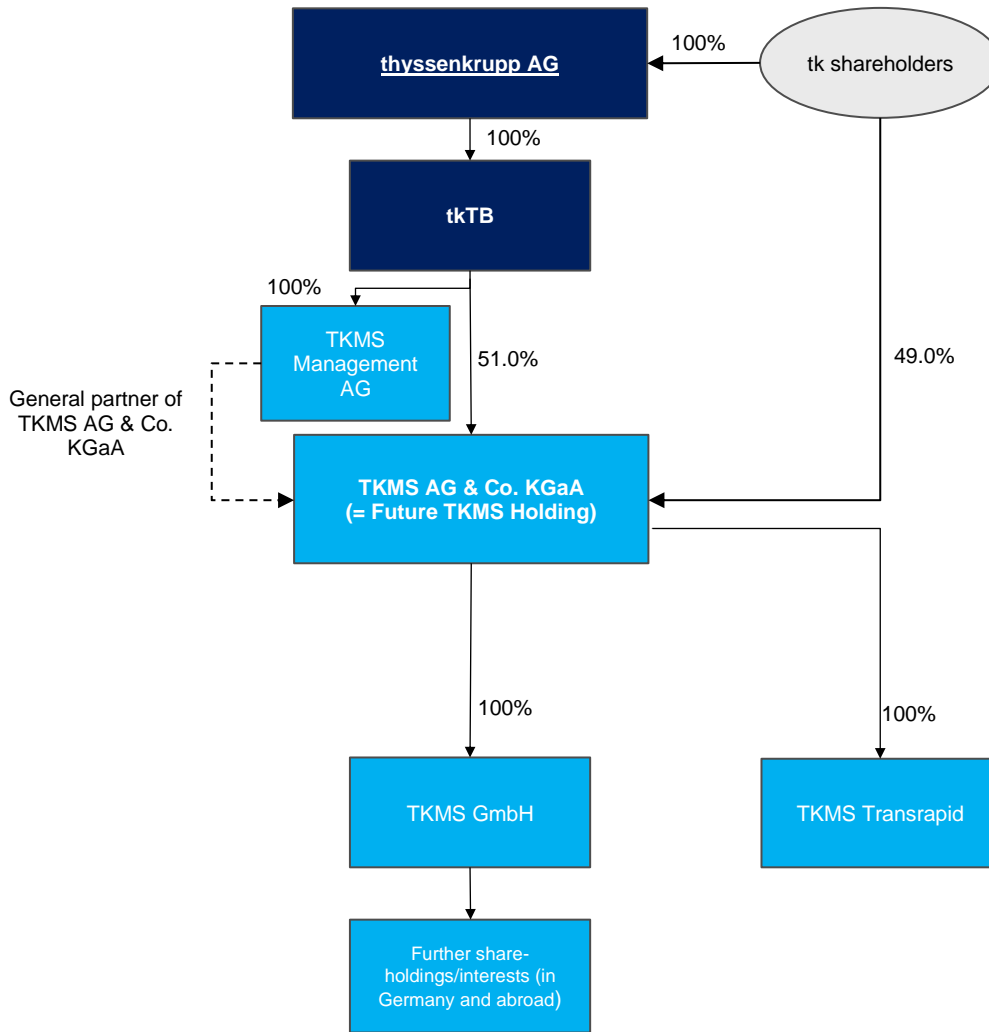 thyssenkrupp AG
100%
tk shareholders
100%
tkTB
100%
TKMS
Management
AG
51.0%
49.0%
General partner of
TKMS AG & Co.
KGaA
TKMS AG & Co. KGaA
(= Future TKMS Holding)
100%
100%
TKMS GmbH
TKMS Transrapid
Further share-
holdings/interests (in
Germany and abroad)